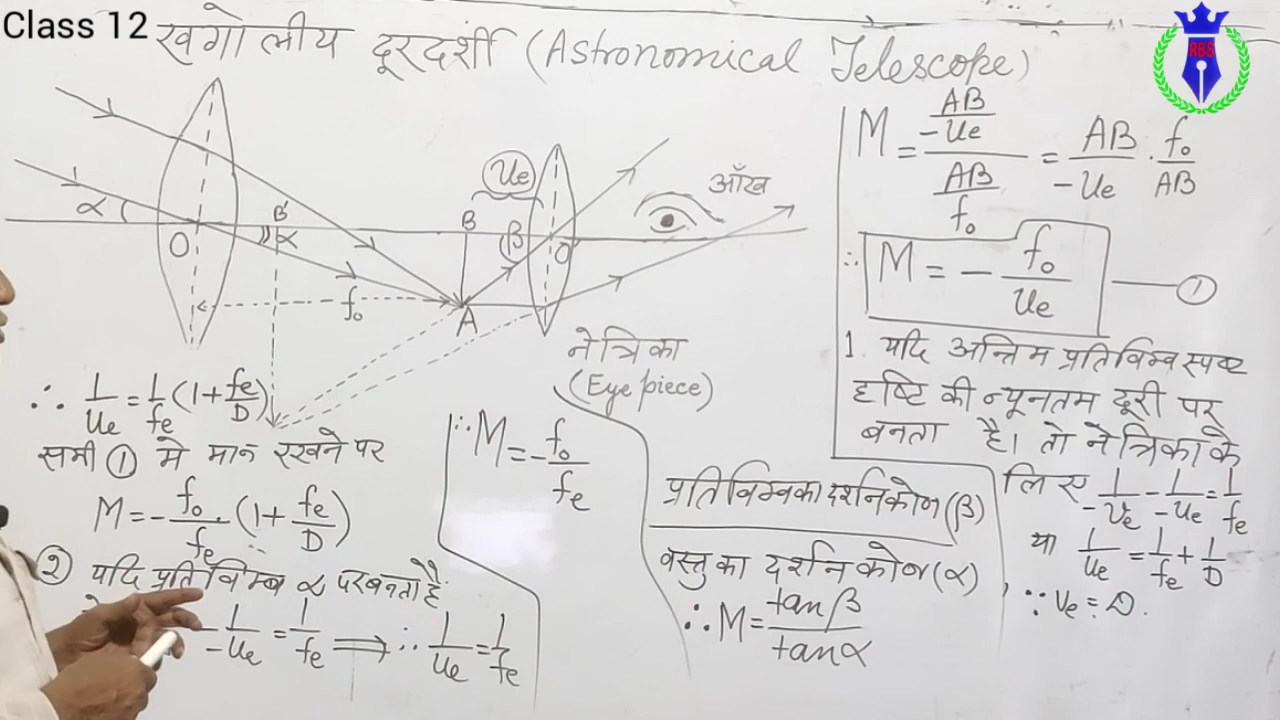 Class 12
RBS
खगोलीय दूरदर्शी (Astronomical Telescope)
α
O
B'
α
f₀
B
A
Ue
β
O'
आँख
नेत्रिका
(Eye piece)
प्रतिविम्व का दर्शनकोण (β)
वस्तु का दर्शन कोण (α)
∴ M = tanβ / tanα
M = (AB / -Ue) / (AB / f₀) = AB / -Ue · f₀ / AB
∴ M = - f₀ / Ue — ①
1. यदि अन्तिम प्रतिविम्व स्पष्ट
दृष्टि की न्यूनतम दूरी पर
बनता है। तो नेत्रिका के
लिए 1/-Ve - 1/-Ue = 1/fe
या 1/Ue = 1/fe + 1/D
∵ Ve = D.
∴ 1/Ue = 1/fe (1 + fe/D)
समी ① मे मान रखने पर
M = - f₀/fe (1 + fe/D)
② यदि प्रतिविम्ब ∝ पर बनता है
- 1/-Ue = 1/fe ⟹ ∴ 1/Ue = 1/fe
∵ M = - f₀/fe